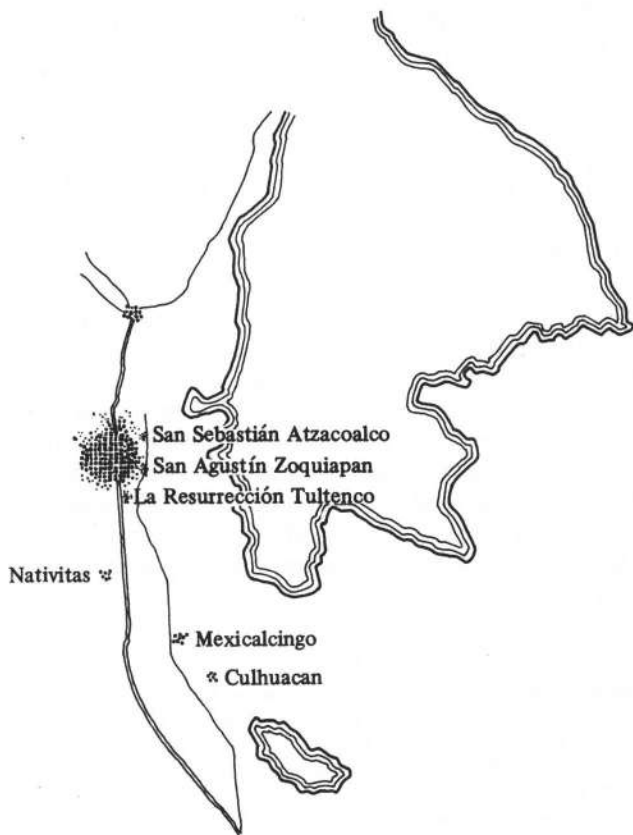 San Sebastián Atzacoalco
San Agustín Zoquiapan
La Resurrección Tultenco
Nativitas
Mexicalcingo
Culhuacan